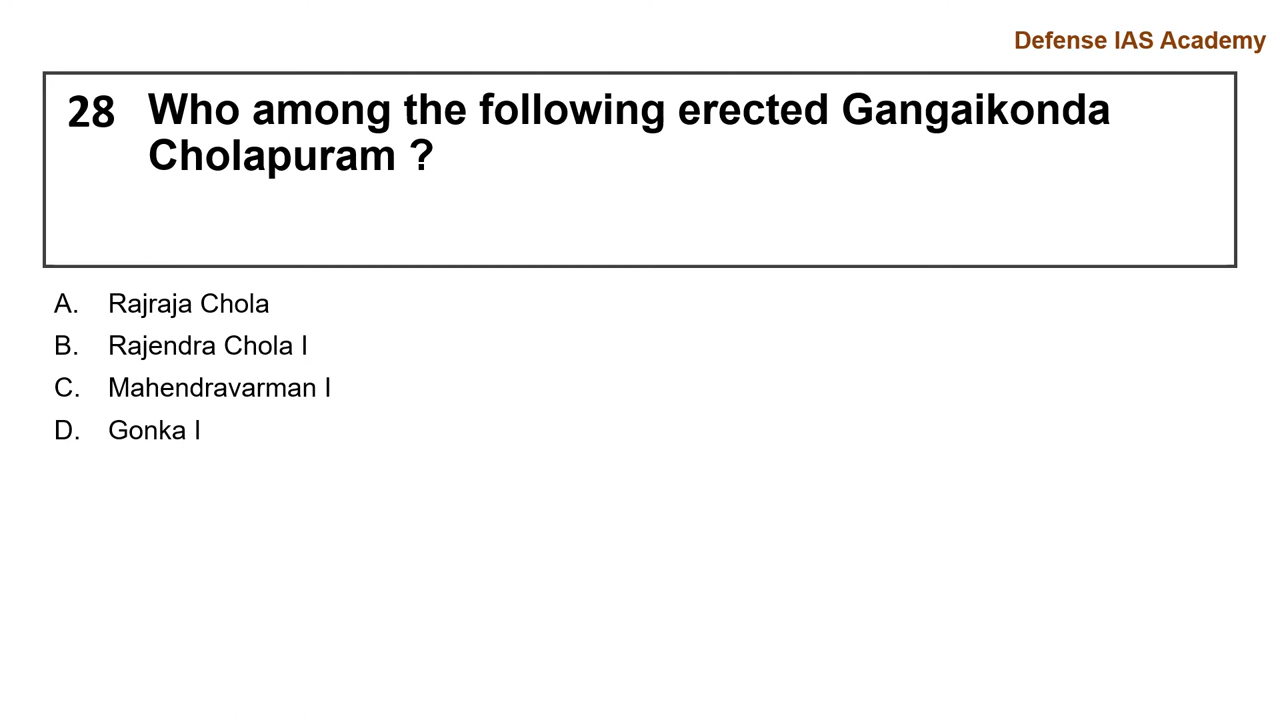 Defense IAS Academy
28 Who among the following erected Gangaikonda
Cholapuram ?
A. Rajraja Chola
B. Rajendra Chola I
C. Mahendravarman I
D. Gonka I